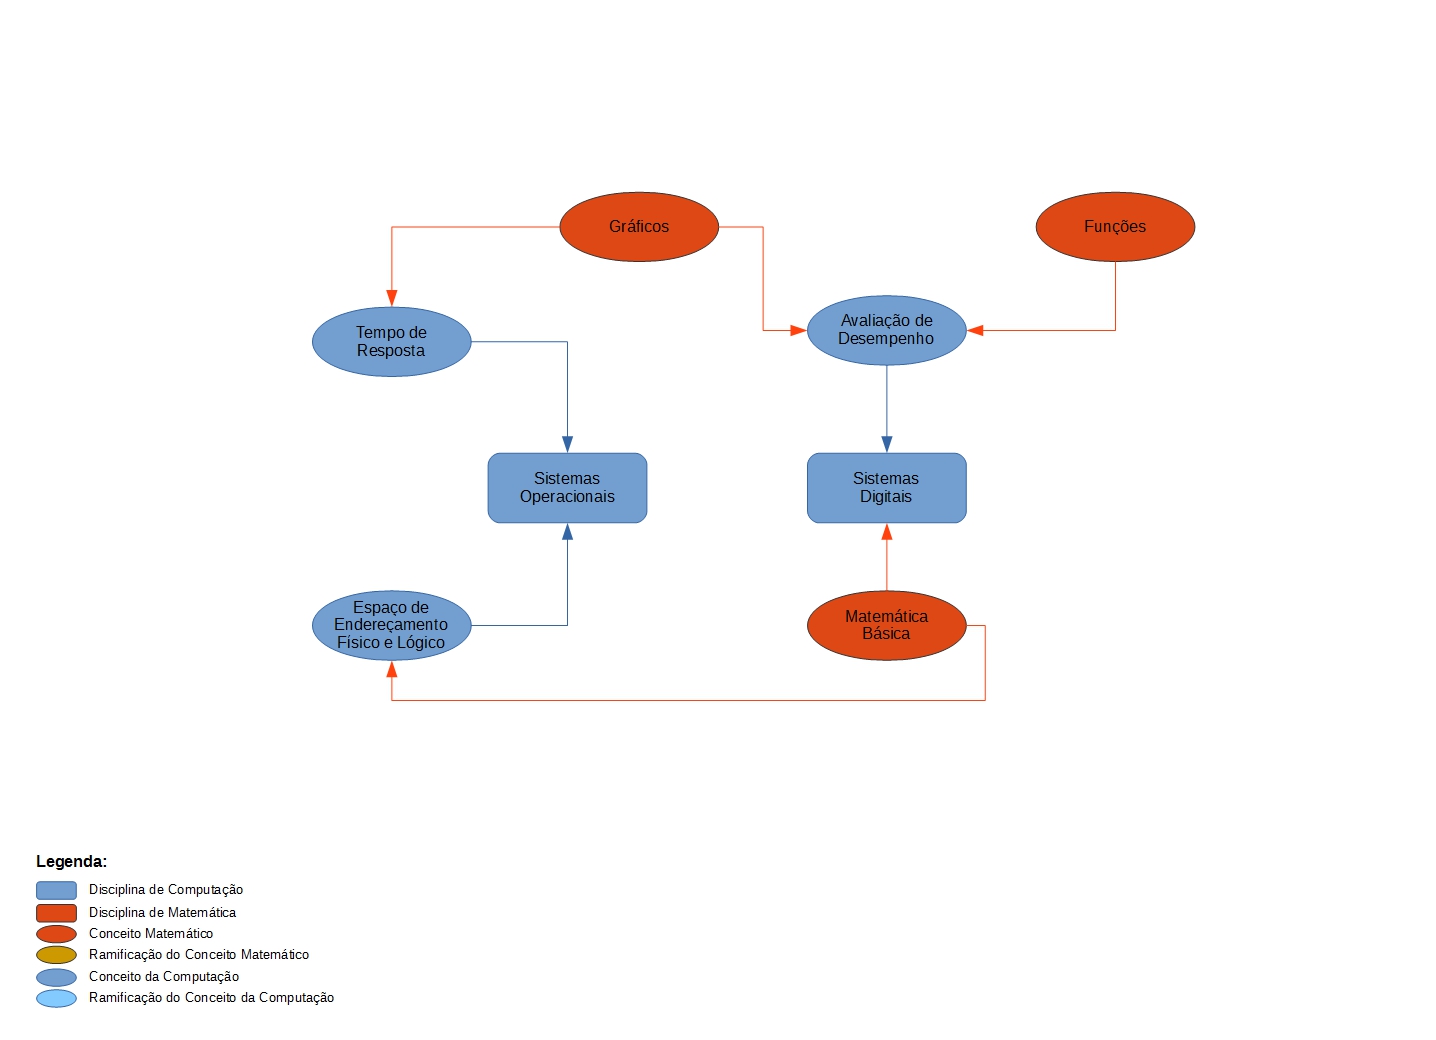 Gráficos
Funções
Tempo de
Resposta
Avaliação de
Desempenho
Sistemas
Operacionais
Sistemas
Digitais
Espaço de
Endereçamento
Físico e Lógico
Matemática
Básica
Legenda:
Disciplina de Computação
Disciplina de Matemática
Conceito Matemático
Ramificação do Conceito Matemático
Conceito da Computação
Ramificação do Conceito da Computação